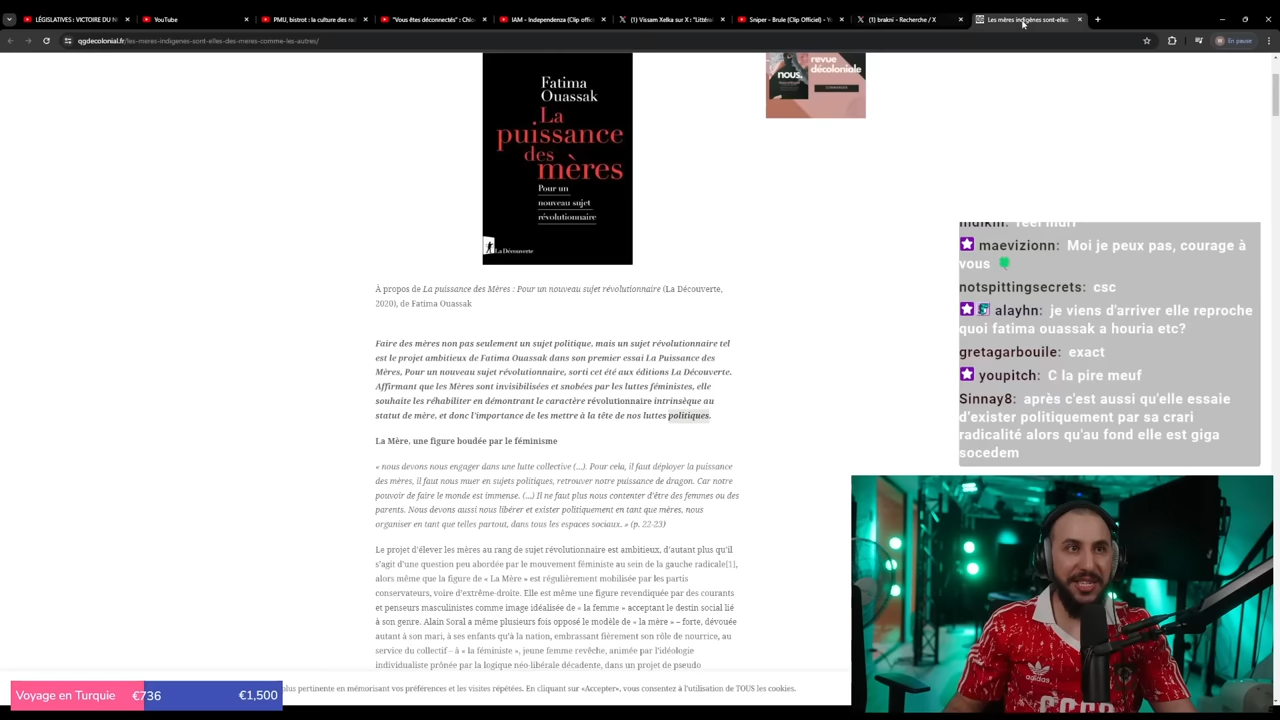 LÉGISLATIVES : VICTOIRE DU N
YouTube
PMU, bistrot : la culture des ra
"Vous êtes déconnectés" : Chlo
IAM - Independenza (Clip offic
(1) Vissam Xelka sur X : "Littéra
Sniper - Brule (Clip Officiel) - Yo
(1) brakni - Recherche / X
Les mères indigènes sont-elles
qgdecolonial.fr/les-meres-indigenes-sont-elles-des-meres-comme-les-autres/
En pause
Fatima
Ouassak
La
puissance
des
mères
Pour un
nouveau sujet
révolutionnaire
La Découverte
nous.
revue
décoloniale
À propos de La puissance des Mères : Pour un nouveau sujet révolutionnaire (La Découverte,
2020), de Fatima Ouassak
Faire des mères non pas seulement un sujet politique, mais un sujet révolutionnaire tel
est le projet ambitieux de Fatima Ouassak dans son premier essai La Puissance des
Mères, Pour un nouveau sujet révolutionnaire, sorti cet été aux éditions La Découverte.
Affirmant que les Mères sont invisibilisées et snobées par les luttes féministes, elle
souhaite les réhabiliter en démontrant le caractère révolutionnaire intrinsèque au
statut de mère, et donc l'importance de les mettre à la tête de nos luttes politiques.
La Mère, une figure boudée par le féminisme
« nous devons nous engager dans une lutte collective (…). Pour cela, il faut déployer la puissance
des mères, il faut nous muer en sujets politiques, retrouver notre puissance de dragon. Car notre
pouvoir de faire le monde est immense. (…) Il ne faut plus nous contenter d'être des femmes ou des
parents. Nous devons aussi nous libérer et exister politiquement en tant que mères, nous
organiser en tant que telles partout, dans tous les espaces sociaux. » (p. 22-23)
Le projet d'élever les mères au rang de sujet révolutionnaire est ambitieux, d'autant plus qu'il
s'agit d'une question peu abordée par le mouvement féministe au sein de la gauche radicale[1],
alors même que la figure de « La Mère » est régulièrement mobilisée par les partis
conservateurs, voire d'extrême-droite. Elle est même une figure revendiquée par des courants
et penseurs masculinistes comme image idéalisée de « la femme » acceptant le destin social lié
à son genre. Alain Soral a même plusieurs fois opposé le modèle de « la mère » – forte, dévouée
autant à son mari, à ses enfants qu'à la nation, embrassant fièrement son rôle de nourrice, au
service du collectif – à « la féministe », jeune femme revêche, animée par l'idéologie
individualiste prônée par la logique néo-libérale décadente, dans un projet de pseudo
plus pertinente en mémorisant vos préférences et les visites répétées. En cliquant sur «Accepter», vous consentez à l'utilisation de TOUS les cookies.
maevizionn: Moi je peux pas, courage à
vous
notspittingsecrets: csc
alayhn: je viens d'arriver elle reproche
quoi fatima ouassak a houria etc?
gretagarbouile: exact
youpitch: C la pire meuf
Sinnay8: après c'est aussi qu'elle essaie
d'exister politiquement par sa crari
radicalité alors qu'au fond elle est giga
socedem
Voyage en Turquie €736 €1,500
adidas